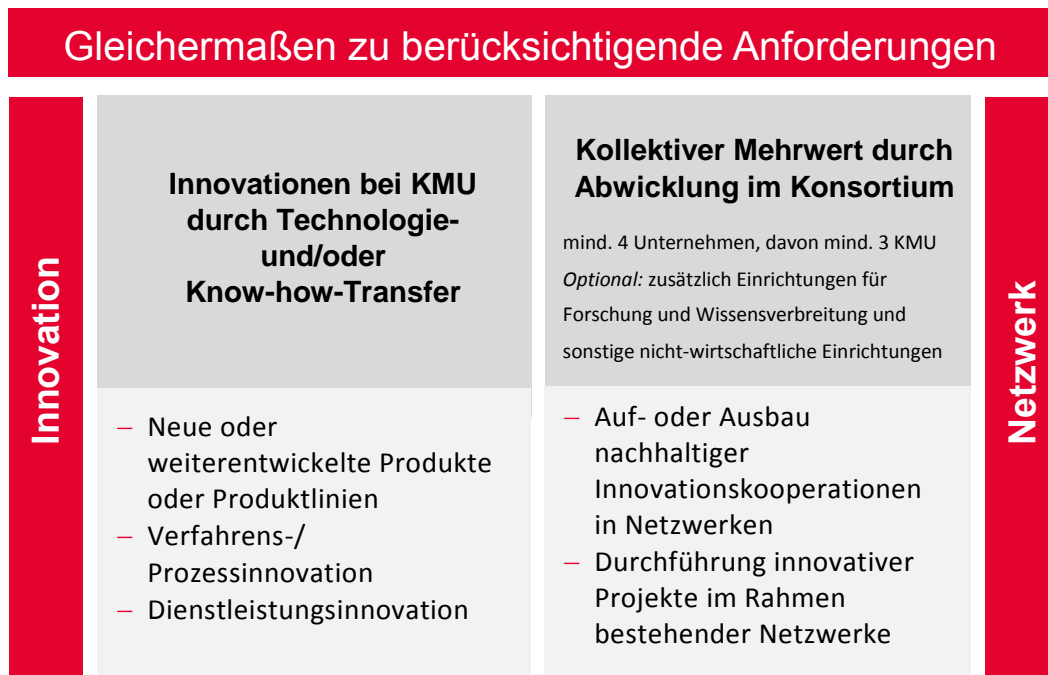 Gleichermaßen zu berücksichtigende Anforderungen
Innovation
Innovationen bei KMU
durch Technologie-
und/oder
Know-how-Transfer
– Neue oder
weiterentwickelte Produkte
oder Produktlinien
– Verfahrens-/
Prozessinnovation
– Dienstleistungsinnovation
Kollektiver Mehrwert durch
Abwicklung im Konsortium
mind. 4 Unternehmen, davon mind. 3 KMU
Optional: zusätzlich Einrichtungen für
Forschung und Wissensverbreitung und
sonstige nicht-wirtschaftliche Einrichtungen
– Auf- oder Ausbau
nachhaltiger
Innovationskooperationen
in Netzwerken
– Durchführung innovativer
Projekte im Rahmen
bestehender Netzwerke
Netzwerk